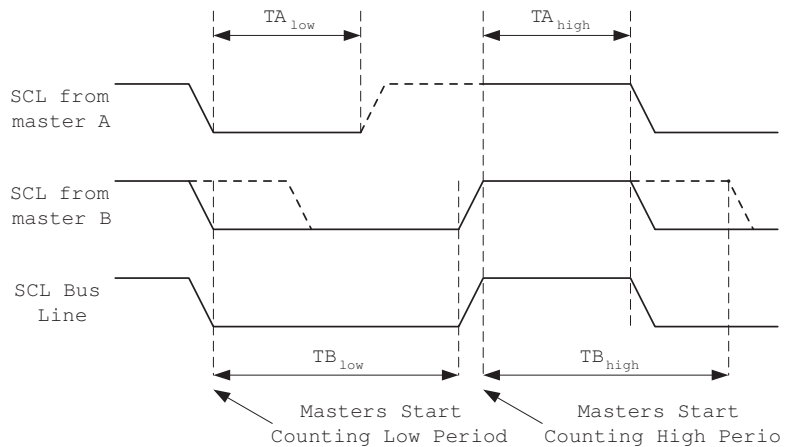 TA low
TA high
SCL from
master A
SCL from
master B
SCL Bus
Line
TB low
TB high
Masters Start
Counting Low Period
Masters Start
Counting High Perio